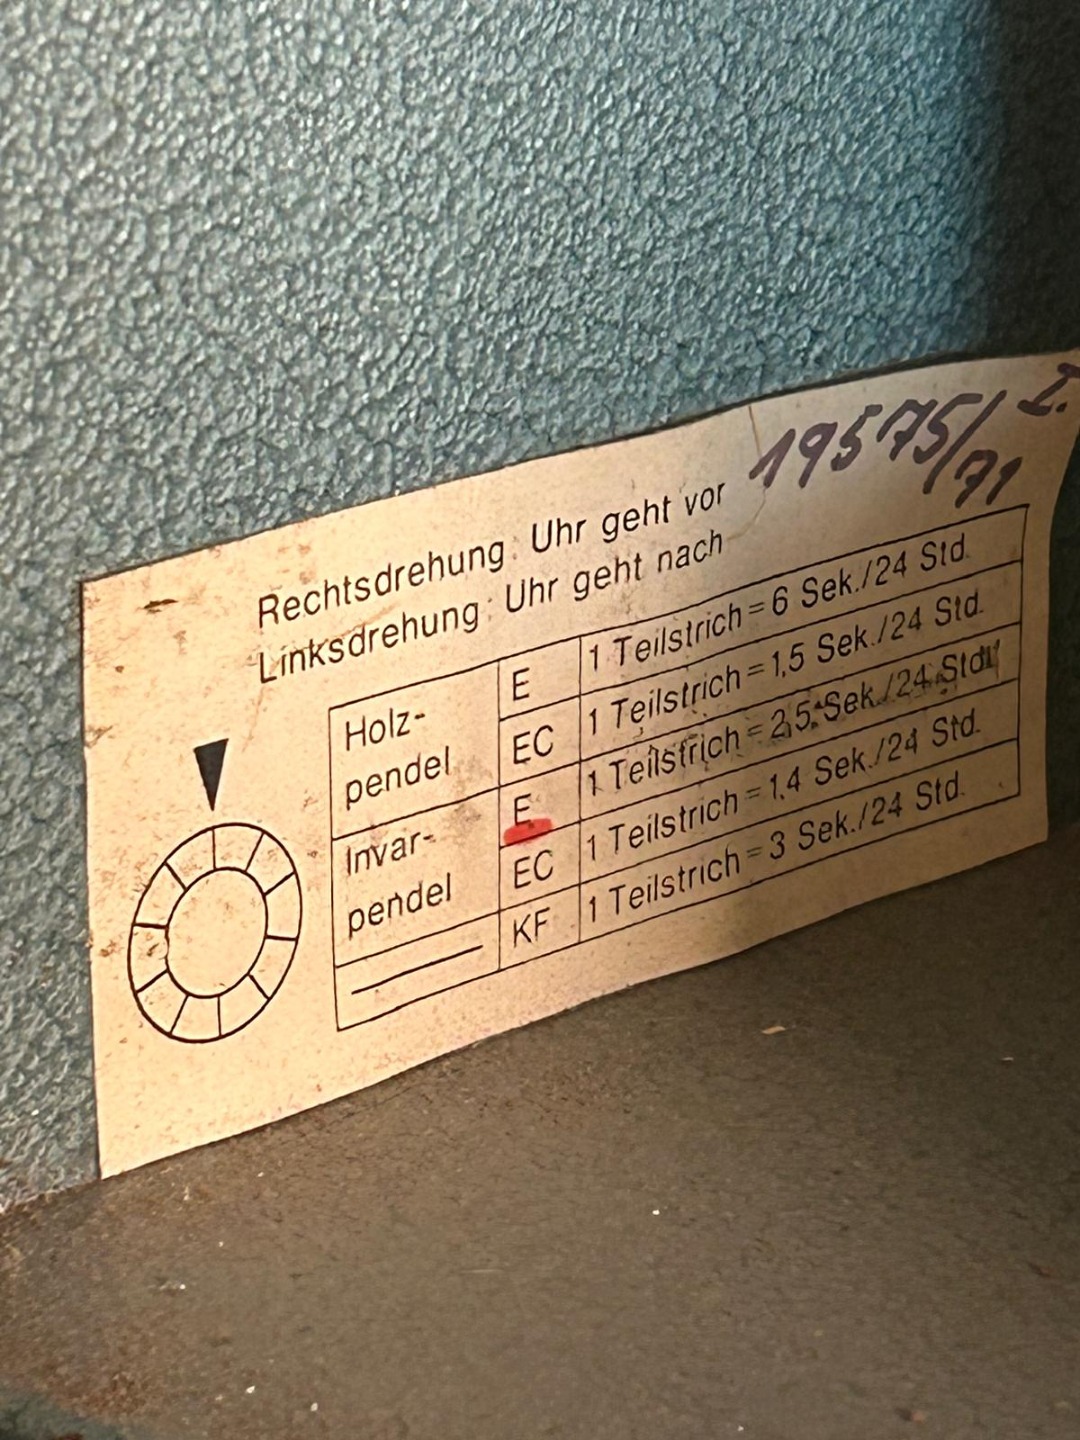 19575/71 I.
Rechtsdrehung: Uhr geht vor
Linksdrehung: Uhr geht nach
Holz-
pendel
E 1 Teilstrich = 6 Sek./24 Std.
EC 1 Teilstrich = 1,5 Sek./24 Std.
Invar-
pendel
E 1 Teilstrich = 2,5 Sek./24 Std.
EC 1 Teilstrich = 1,4 Sek./24 Std.
KF 1 Teilstrich = 3 Sek./24 Std.